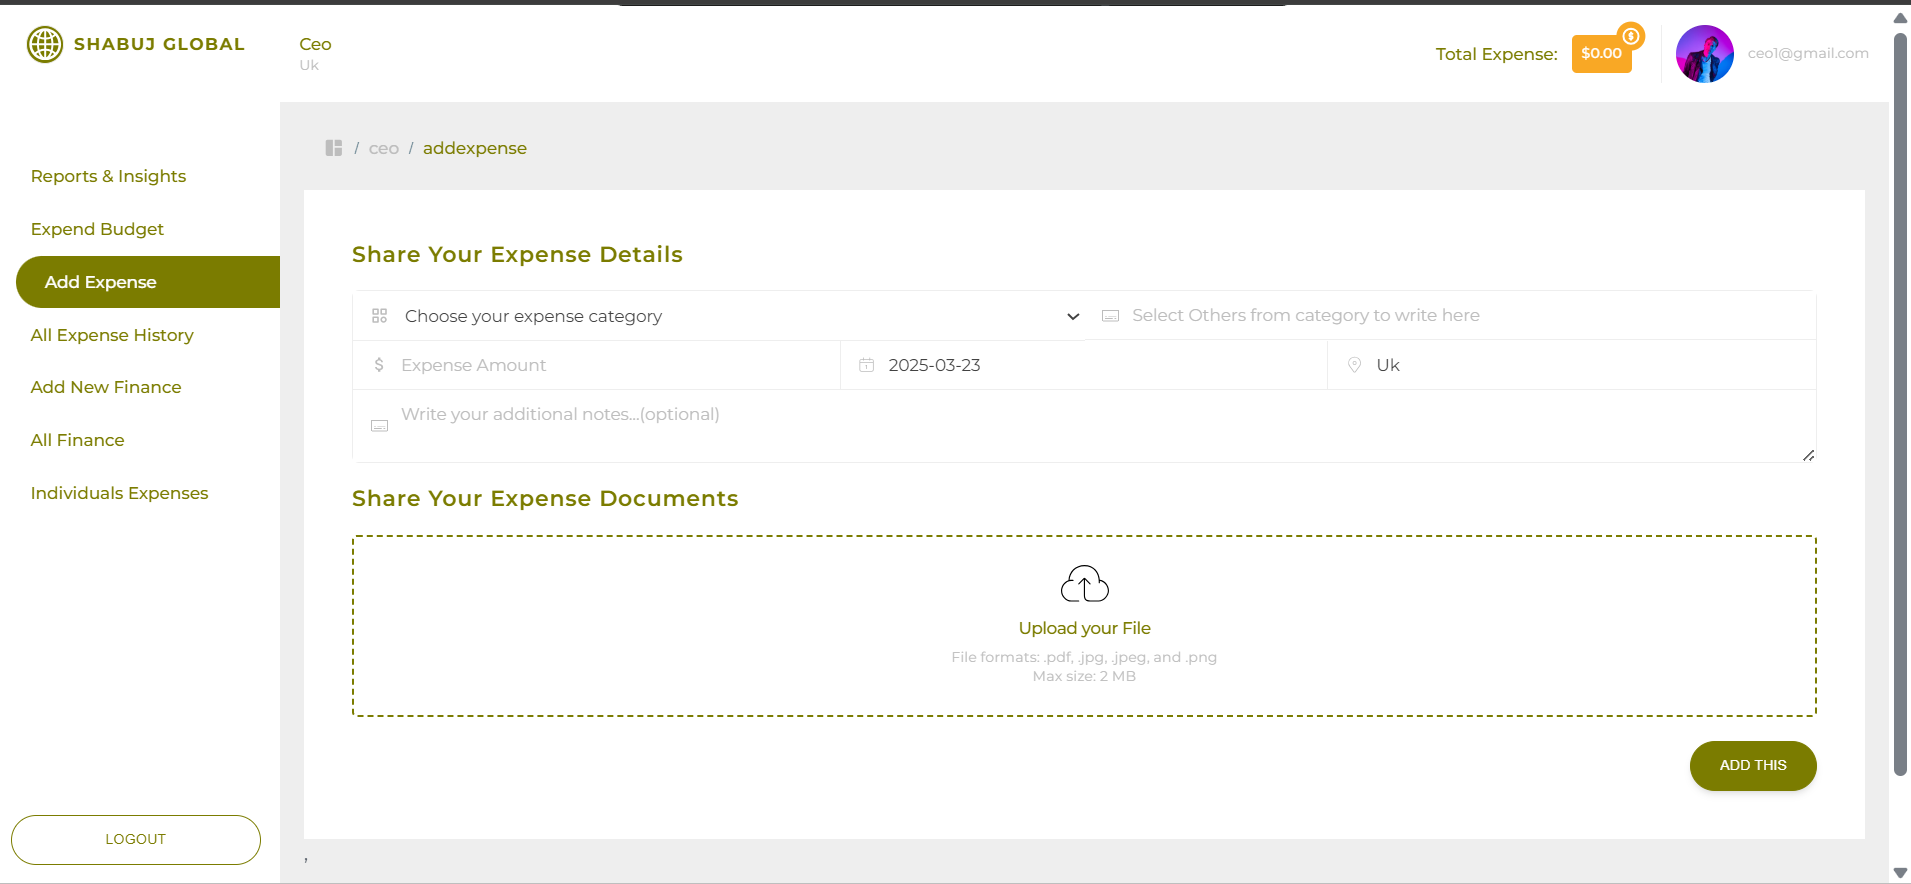 SHABUJ GLOBAL
Ceo
Uk
Total Expense:
$0.00
ceo1@gmail.com
/ ceo / addexpense
Reports & Insights
Expend Budget
Add Expense
All Expense History
Add New Finance
All Finance
Individuals Expenses
LOGOUT
Share Your Expense Details
Choose your expense category
Select Others from category to write here
Expense Amount
2025-03-23
Uk
Write your additional notes...(optional)
Share Your Expense Documents
Upload your File
File formats: .pdf, .jpg, .jpeg, and .png
Max size: 2 MB
ADD THIS
,